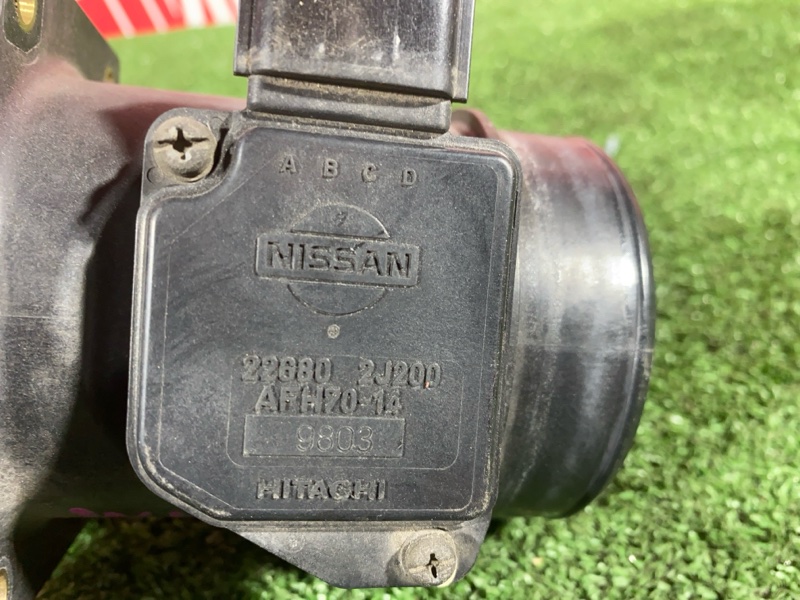 A B C D
NISSAN
22680 2J200
AFH70-14
9803
HITACHI